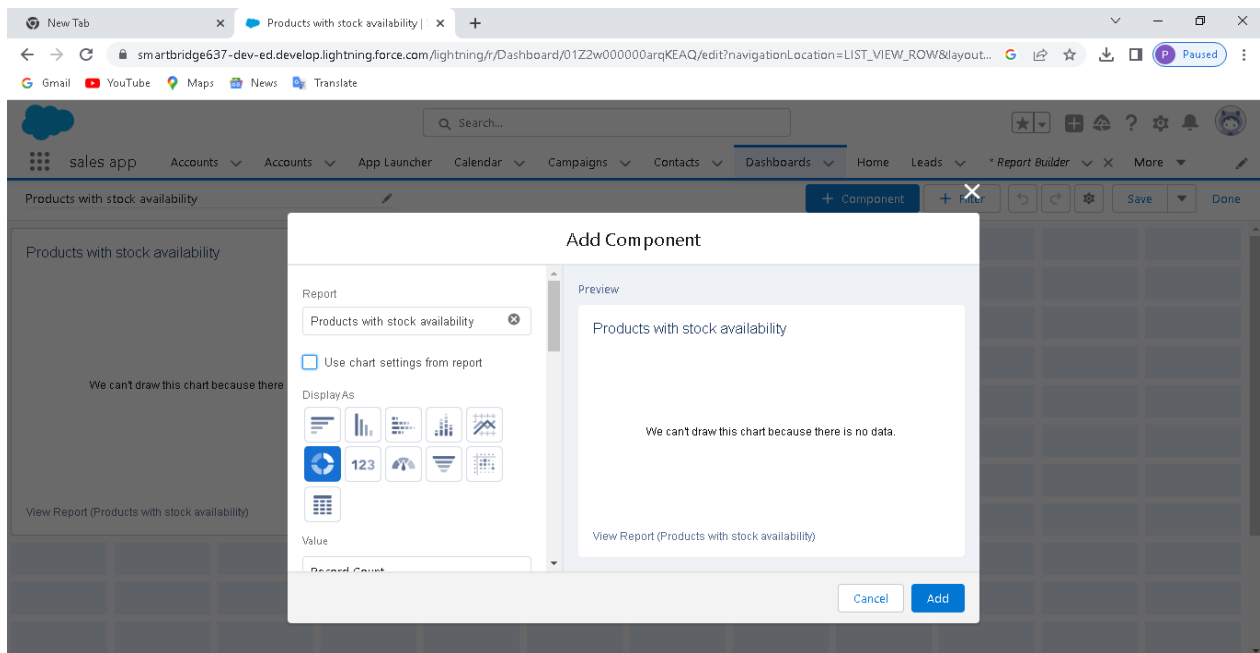 New Tab
Products with stock availability |
smartbridge637-dev-ed.develop.lightning.force.com/lightning/r/Dashboard/01Z2w000000arqKEAQ/edit?navigationLocation=LIST_VIEW_ROW&layout...
P Paused
Gmail YouTube Maps News Translate
Search...
sales app Accounts Accounts App Launcher Calendar Campaigns Contacts Dashboards Home Leads * Report Builder More
Products with stock availability
+ Component + Filter Save Done
Products with stock availability
We can't draw this chart because there
View Report (Products with stock availability)
Add Component
Report
Products with stock availability
Use chart settings from report
Display As
123
Value
Record Count
Preview
Products with stock availability
We can't draw this chart because there is no data.
View Report (Products with stock availability)
Cancel Add